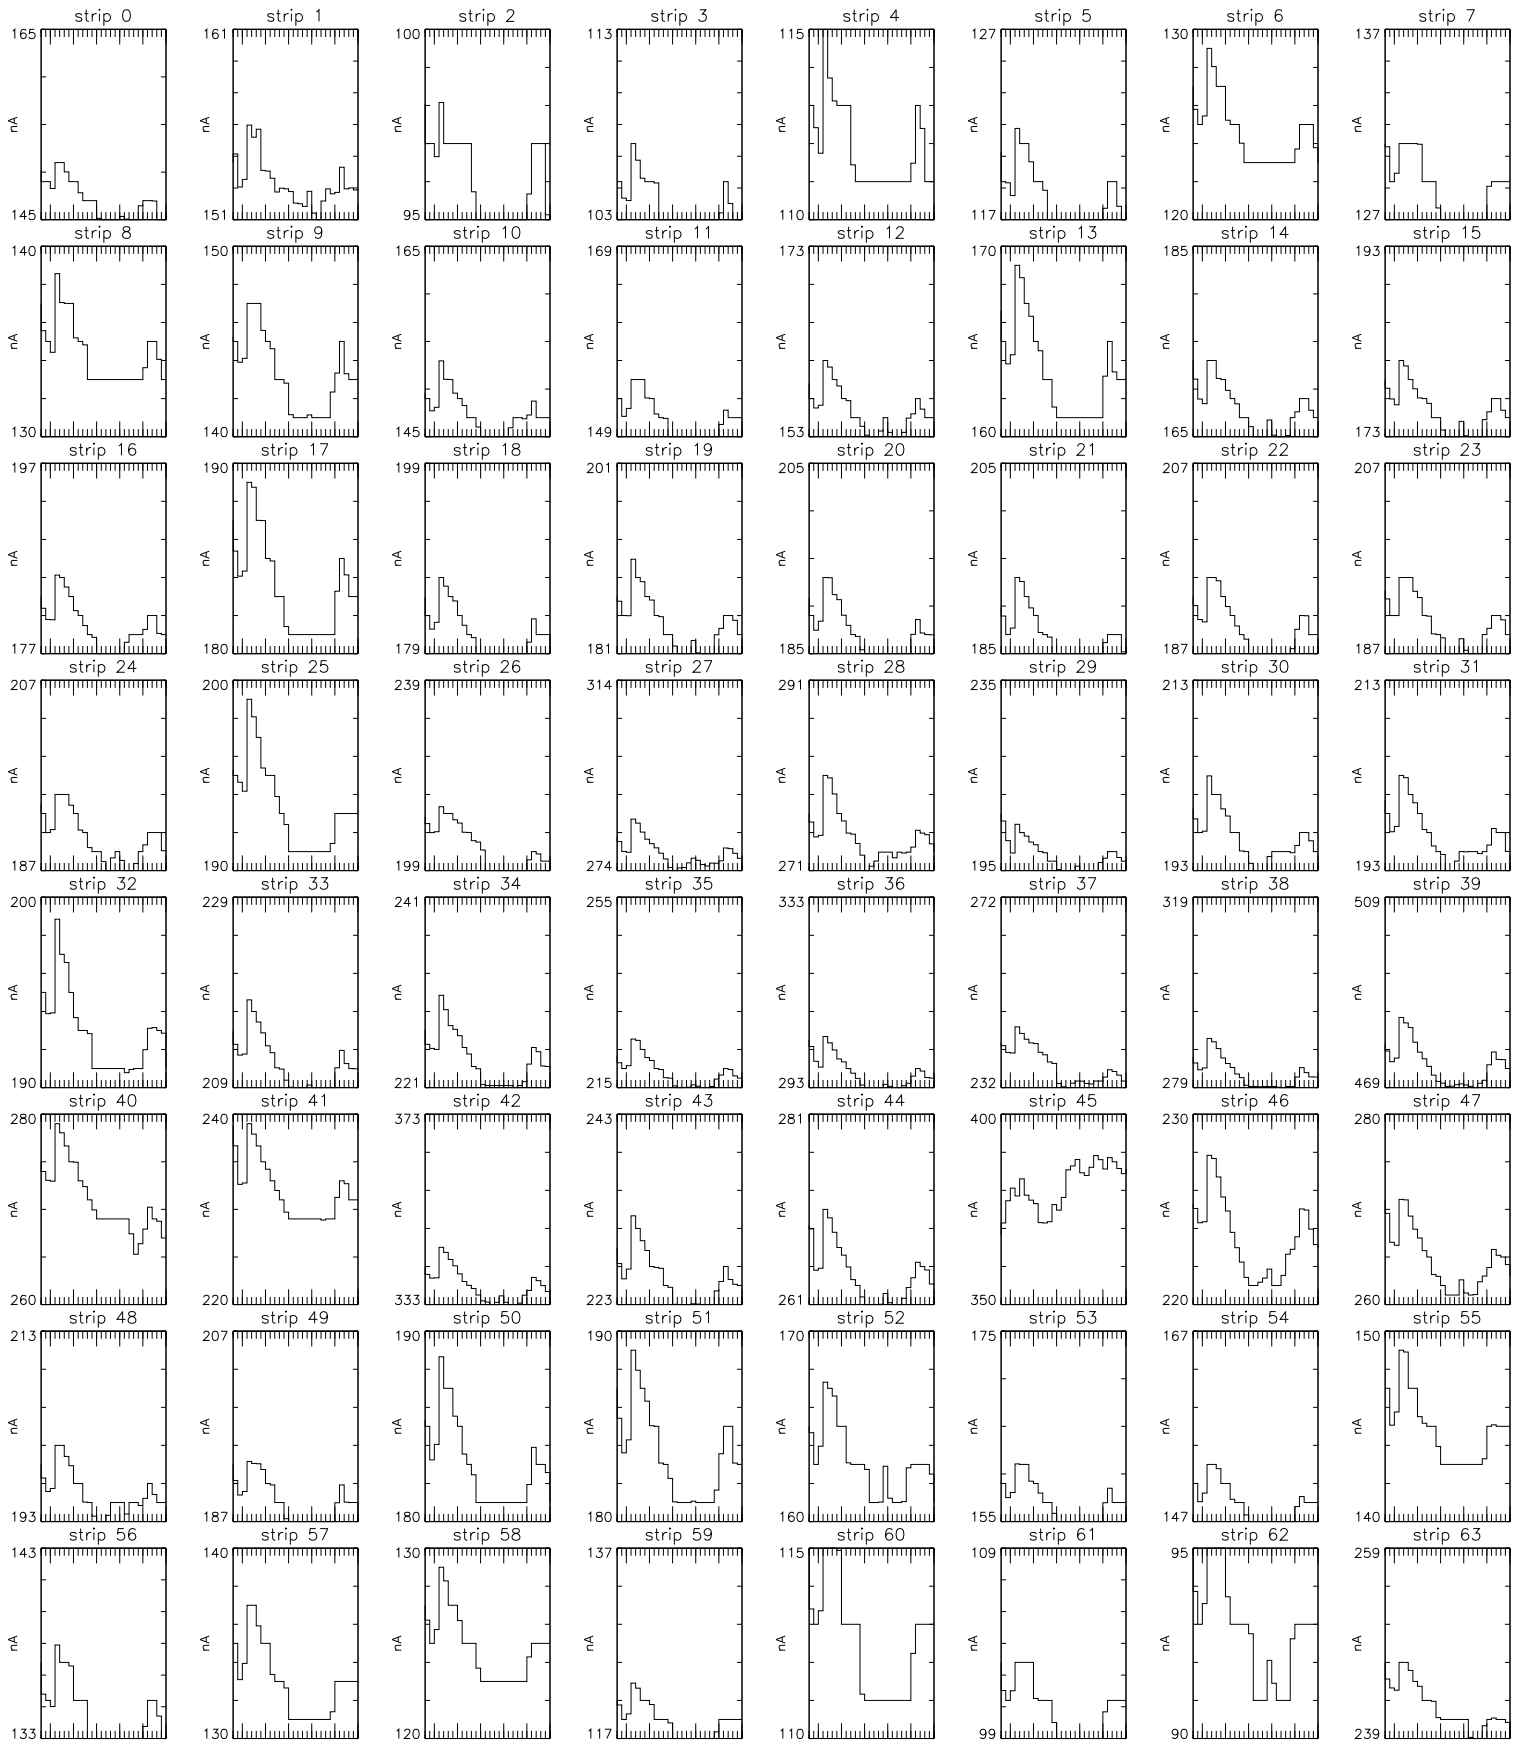 strip 0 strip 1 strip 2 strip 3 strip 4 strip 5 strip 6 strip 7
165 161 100 113 115 127 130 137
nA nA nA nA nA nA nA nA
145 151 95 103 110 117 120 127
strip 8 strip 9 strip 10 strip 11 strip 12 strip 13 strip 14 strip 15
140 150 165 169 173 170 185 193
nA nA nA nA nA nA nA nA
130 140 145 149 153 160 165 173
strip 16 strip 17 strip 18 strip 19 strip 20 strip 21 strip 22 strip 23
197 190 199 201 205 205 207 207
nA nA nA nA nA nA nA nA
177 180 179 181 185 185 187 187
strip 24 strip 25 strip 26 strip 27 strip 28 strip 29 strip 30 strip 31
207 200 239 314 291 235 213 213
nA nA nA nA nA nA nA nA
187 190 199 274 271 195 193 193
strip 32 strip 33 strip 34 strip 35 strip 36 strip 37 strip 38 strip 39
200 229 241 255 333 272 319 509
nA nA nA nA nA nA nA nA
190 209 221 215 293 232 279 469
strip 40 strip 41 strip 42 strip 43 strip 44 strip 45 strip 46 strip 47
280 240 373 243 281 400 230 280
nA nA nA nA nA nA nA nA
260 220 333 223 261 350 220 260
strip 48 strip 49 strip 50 strip 51 strip 52 strip 53 strip 54 strip 55
213 207 190 190 170 175 167 150
nA nA nA nA nA nA nA nA
193 187 180 180 160 155 147 140
strip 56 strip 57 strip 58 strip 59 strip 60 strip 61 strip 62 strip 63
143 140 130 137 115 109 95 259
nA nA nA nA nA nA nA nA
133 130 120 117 110 99 90 239